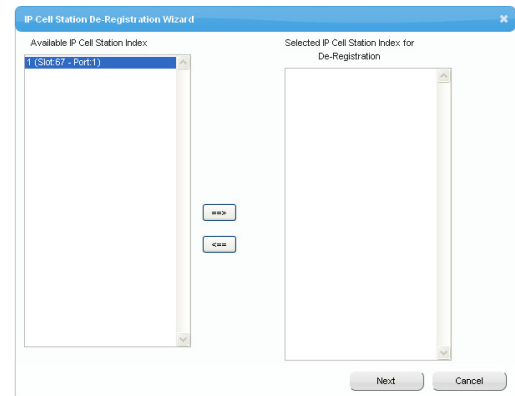 IP Cell Station De-Registration Wizard
Available IP Cell Station Index
Selected IP Cell Station Index for
De-Registration
1 (Slot:67 - Port:1)
==>
<==
Next
Cancel